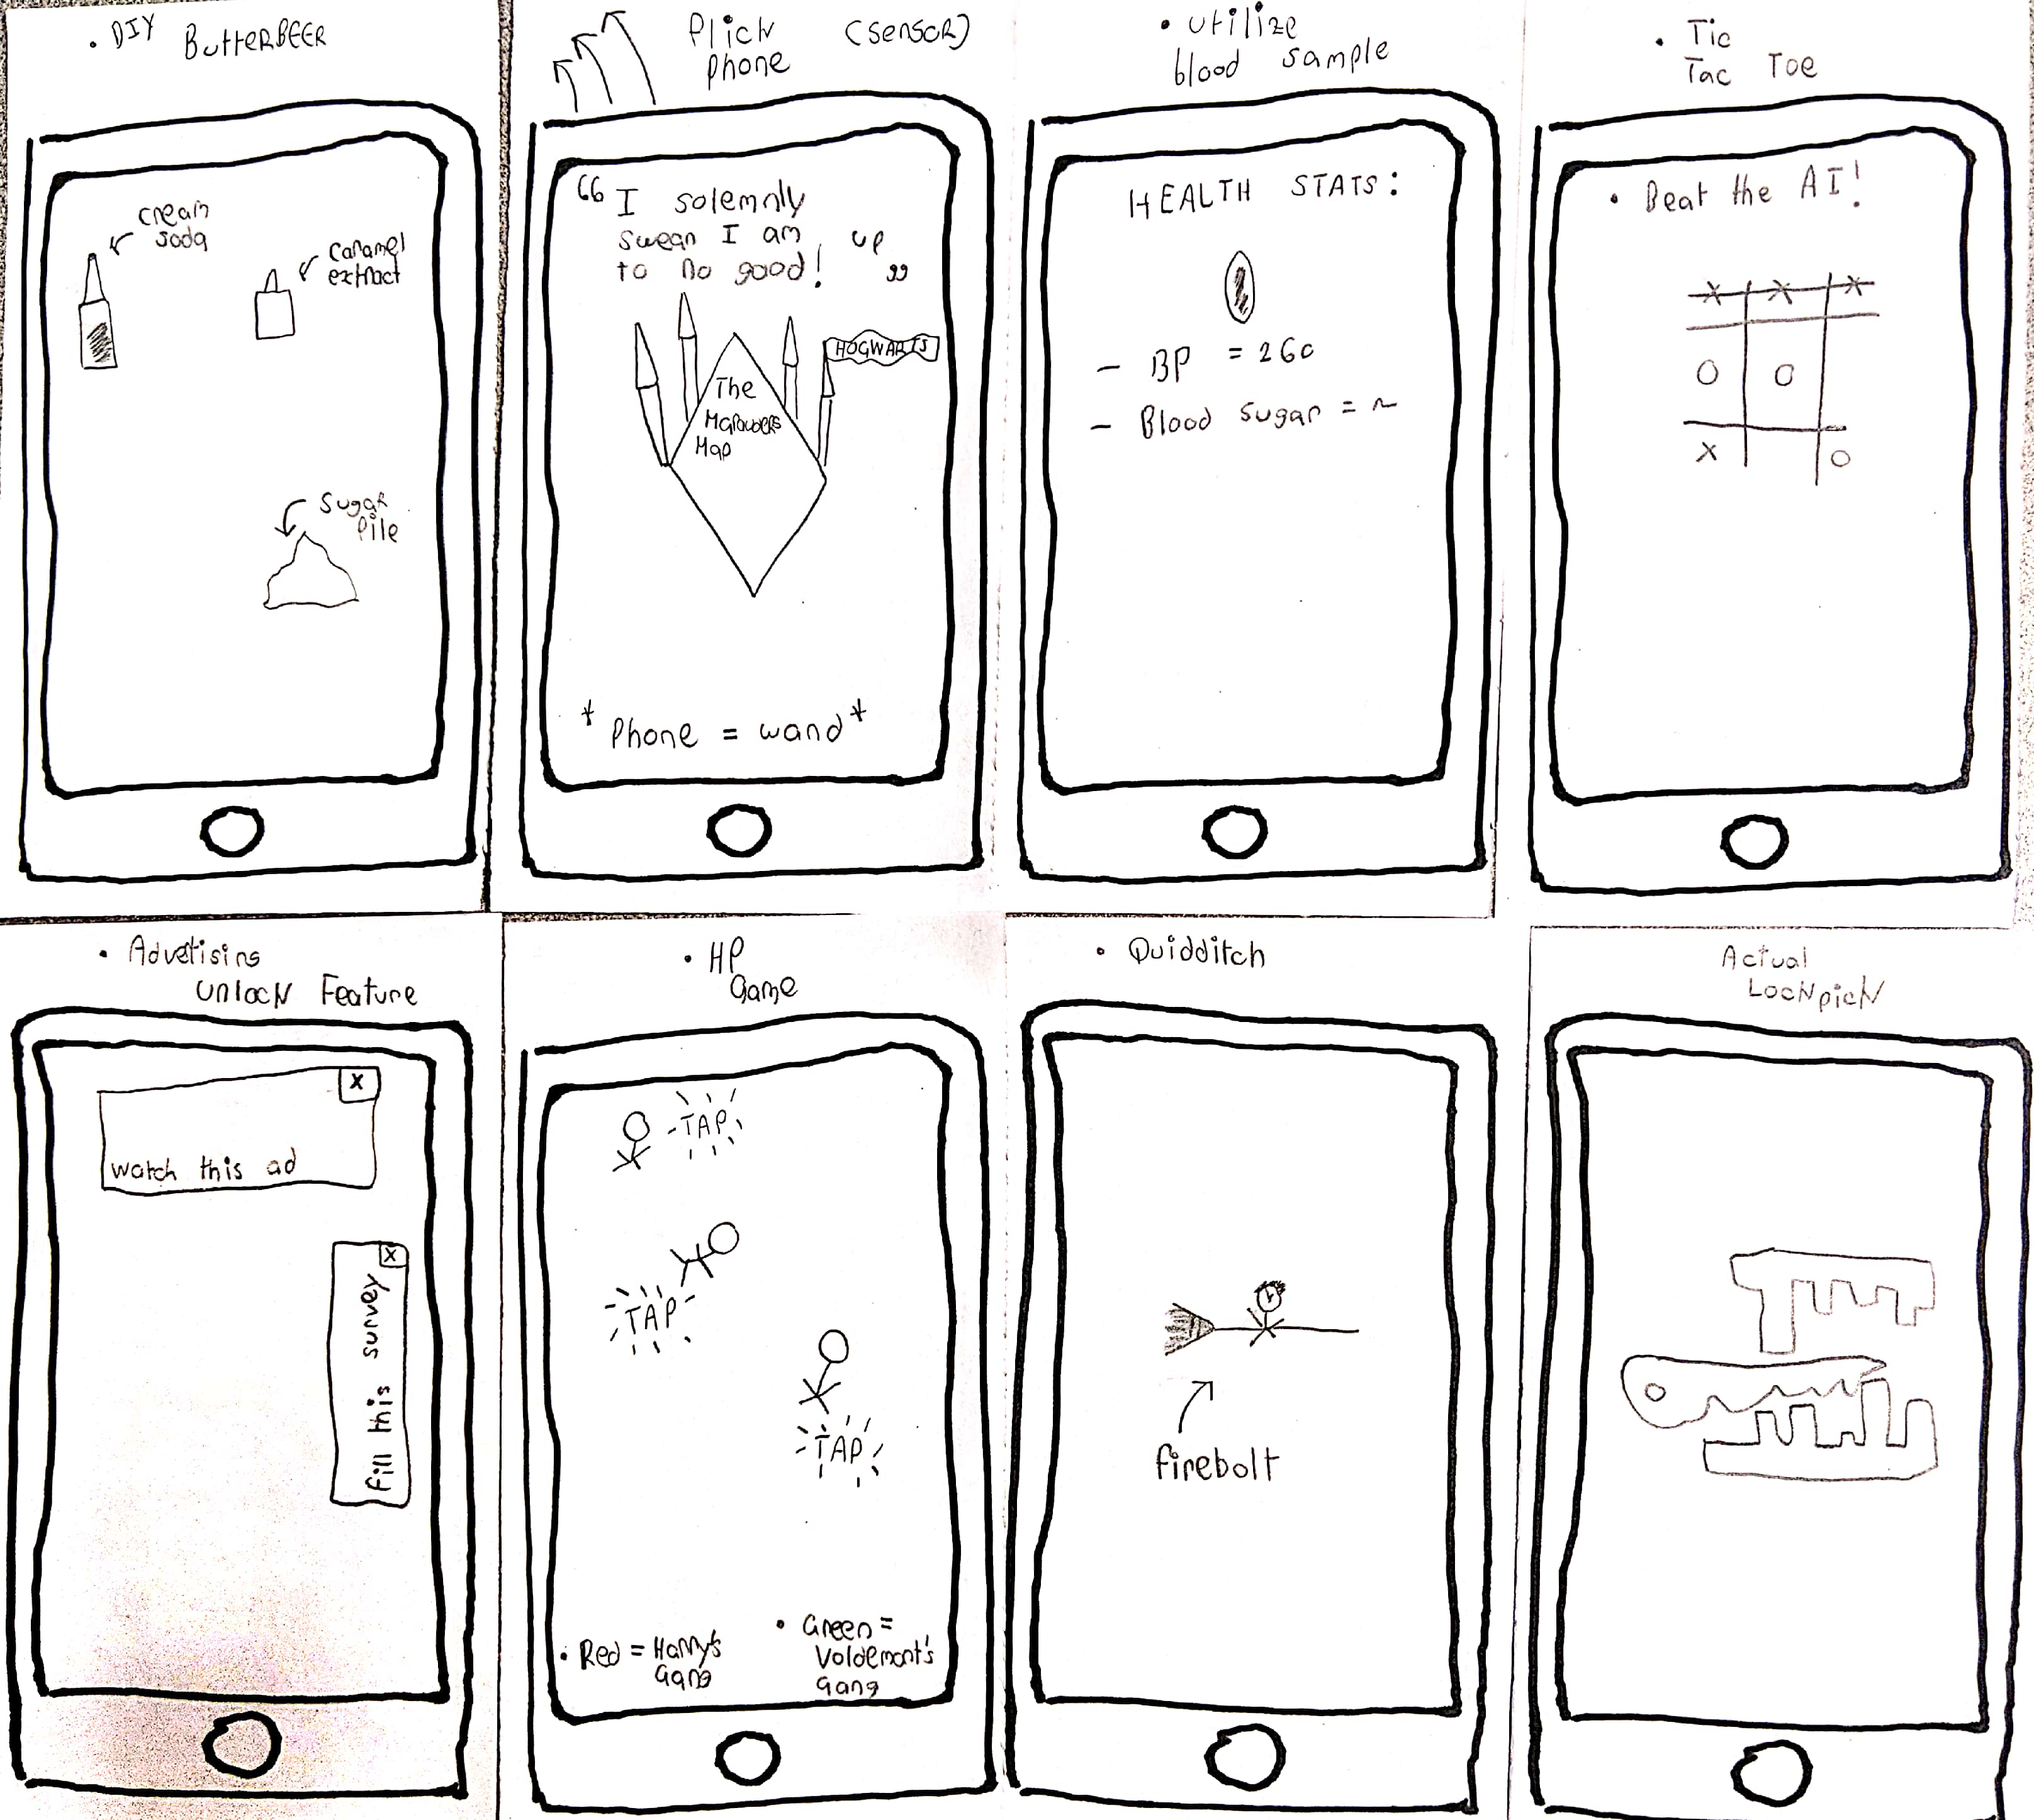 • DIY ButterBEER
cream
soda
caramel
extract
Sugar
Pile
Flick (sensor)
phone
“ I solemnly
swear I am up
to no good! ”
HOGWARTS
The
Marauders
Map
* Phone = wand *
• utilize
blood sample
HEALTH STATS:
- BP = 260
- Blood sugar = ~
• Tic
Tac Toe
• Beat the AI!
X X X
O O
X O
• Advertising
unlock Feature
X
watch this ad
X
fill this survey
• HP
Game
TAP
TAP
TAP
• Red = Harry's
Gang
• Green =
Voldemort's
Gang
• Quidditch
firebolt
Actual
Lockpick